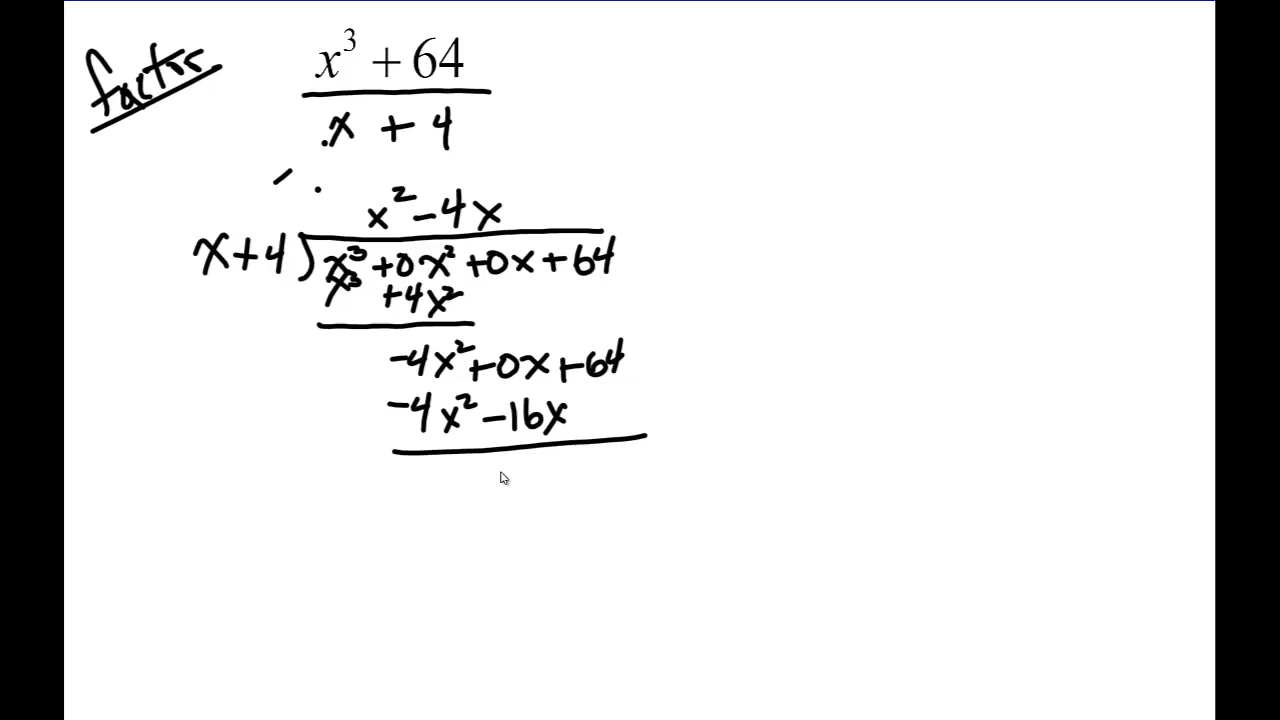 factor
x³ + 64
x + 4
x² - 4x
x + 4 ) x³ + 0x² + 0x + 64
x³ + 4x²
-4x² + 0x + 64
-4x² - 16x